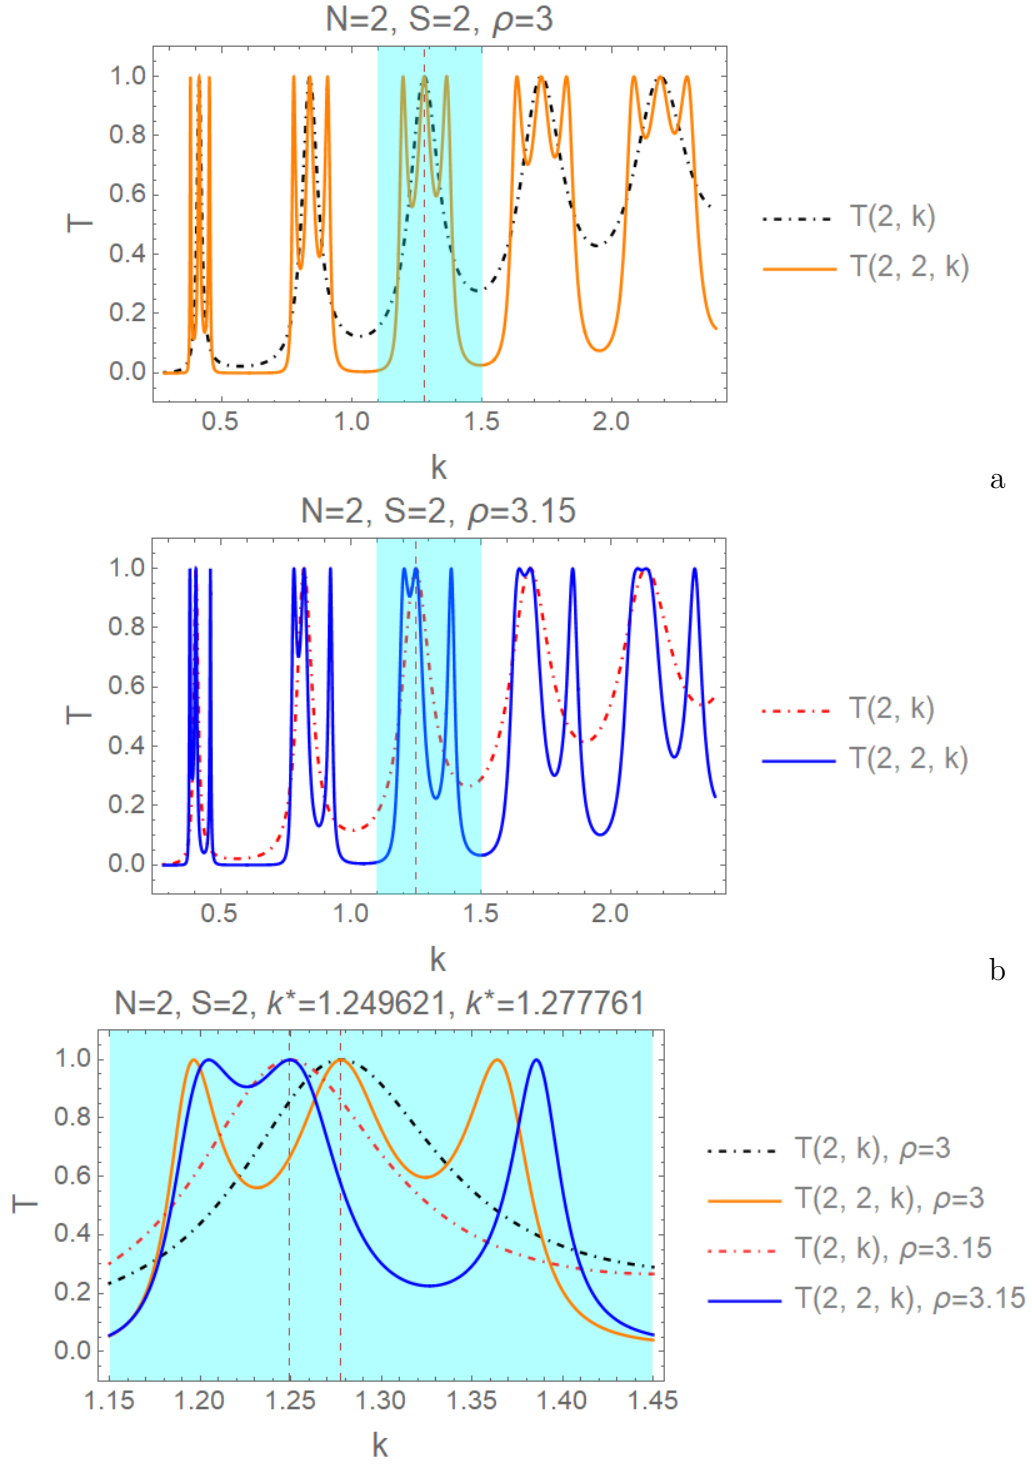 N=2, S=2, ρ=3
1.0
0.8
0.6
0.4
0.2
0.0
T
0.5 1.0 1.5 2.0
k
T(2, k)
T(2, 2, k)
a
N=2, S=2, ρ=3.15
1.0
0.8
0.6
0.4
0.2
0.0
T
0.5 1.0 1.5 2.0
k
T(2, k)
T(2, 2, k)
b
N=2, S=2, k*=1.249621, k*=1.277761
1.0
0.8
0.6
0.4
0.2
0.0
T
1.15 1.20 1.25 1.30 1.35 1.40 1.45
k
T(2, k), ρ=3
T(2, 2, k), ρ=3
T(2, k), ρ=3.15
T(2, 2, k), ρ=3.15